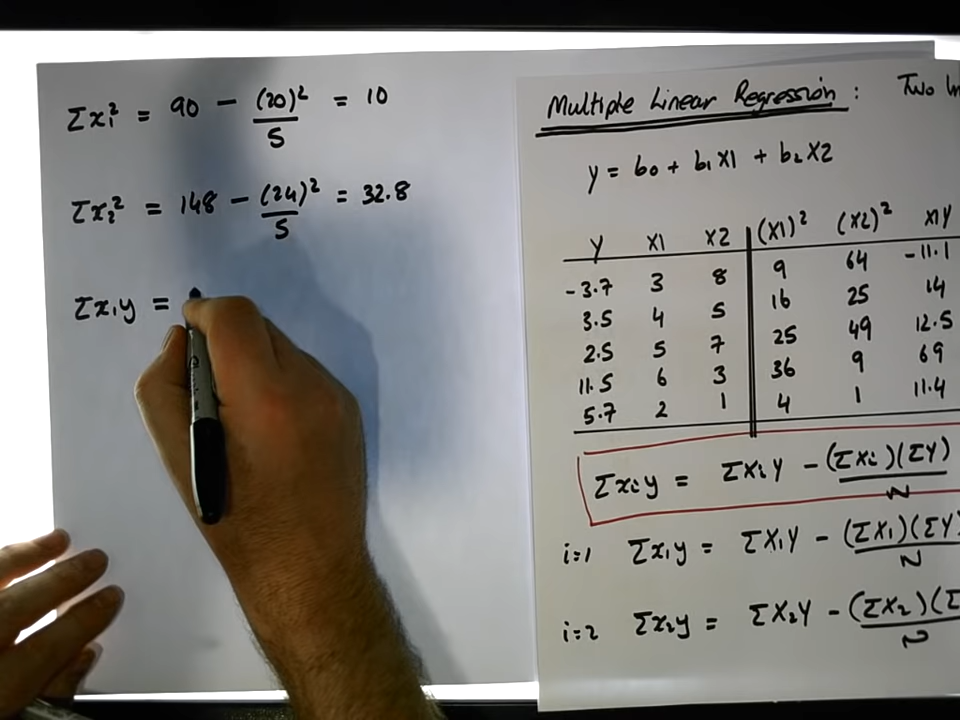 Σx₁² = 90 − (20)²/5 = 10
Σx₂² = 148 − (24)²/5 = 32.8
Σx₁y =
Multiple Linear Regression : Two
y = b₀ + b₁X1 + b₂X2
Y X1 X2 (X1)² (X2)² X1Y
-3.7 3 8 9 64 -11.1
3.5 4 5 16 25 14
2.5 5 7 25 49 12.5
11.5 6 3 36 9 69
5.7 2 1 4 1 11.4
Σxᵢy = ΣXᵢY − (ΣXᵢ)(ΣY)/N
i=1 Σx₁y = ΣX₁Y − (ΣX₁)(ΣY)/N
i=2 Σx₂y = ΣX₂Y − (ΣX₂)(Σ/N